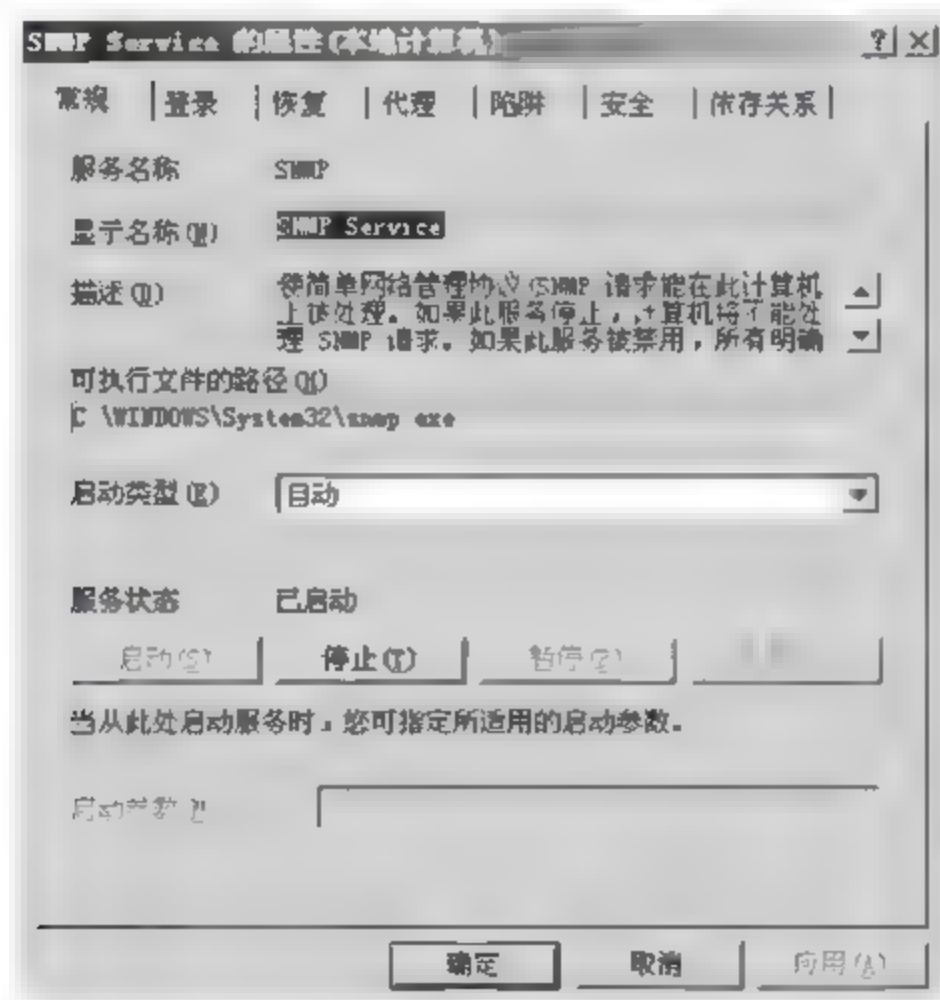 SNMP Service 的属性(本地计算机)
常规 登录 恢复 代理 陷阱 安全 依存关系
服务名称 SNMP
显示名称(N) SNMP Service
描述(D) 使简单网络管理协议(SNMP 请求能在此计算机
上被处理。如果此服务停止,计算机将不能处
理 SNMP 请求。如果此服务被禁用,所有明确
可执行文件的路径(H)
C \WINDOWS\System32\snmp exe
启动类型(E) 自动
服务状态 已启动
启动(S) 停止(T) 暂停(P)
当从此处启动服务时,您可指定所适用的启动参数。
启动参数
确定 取消 应用(A)